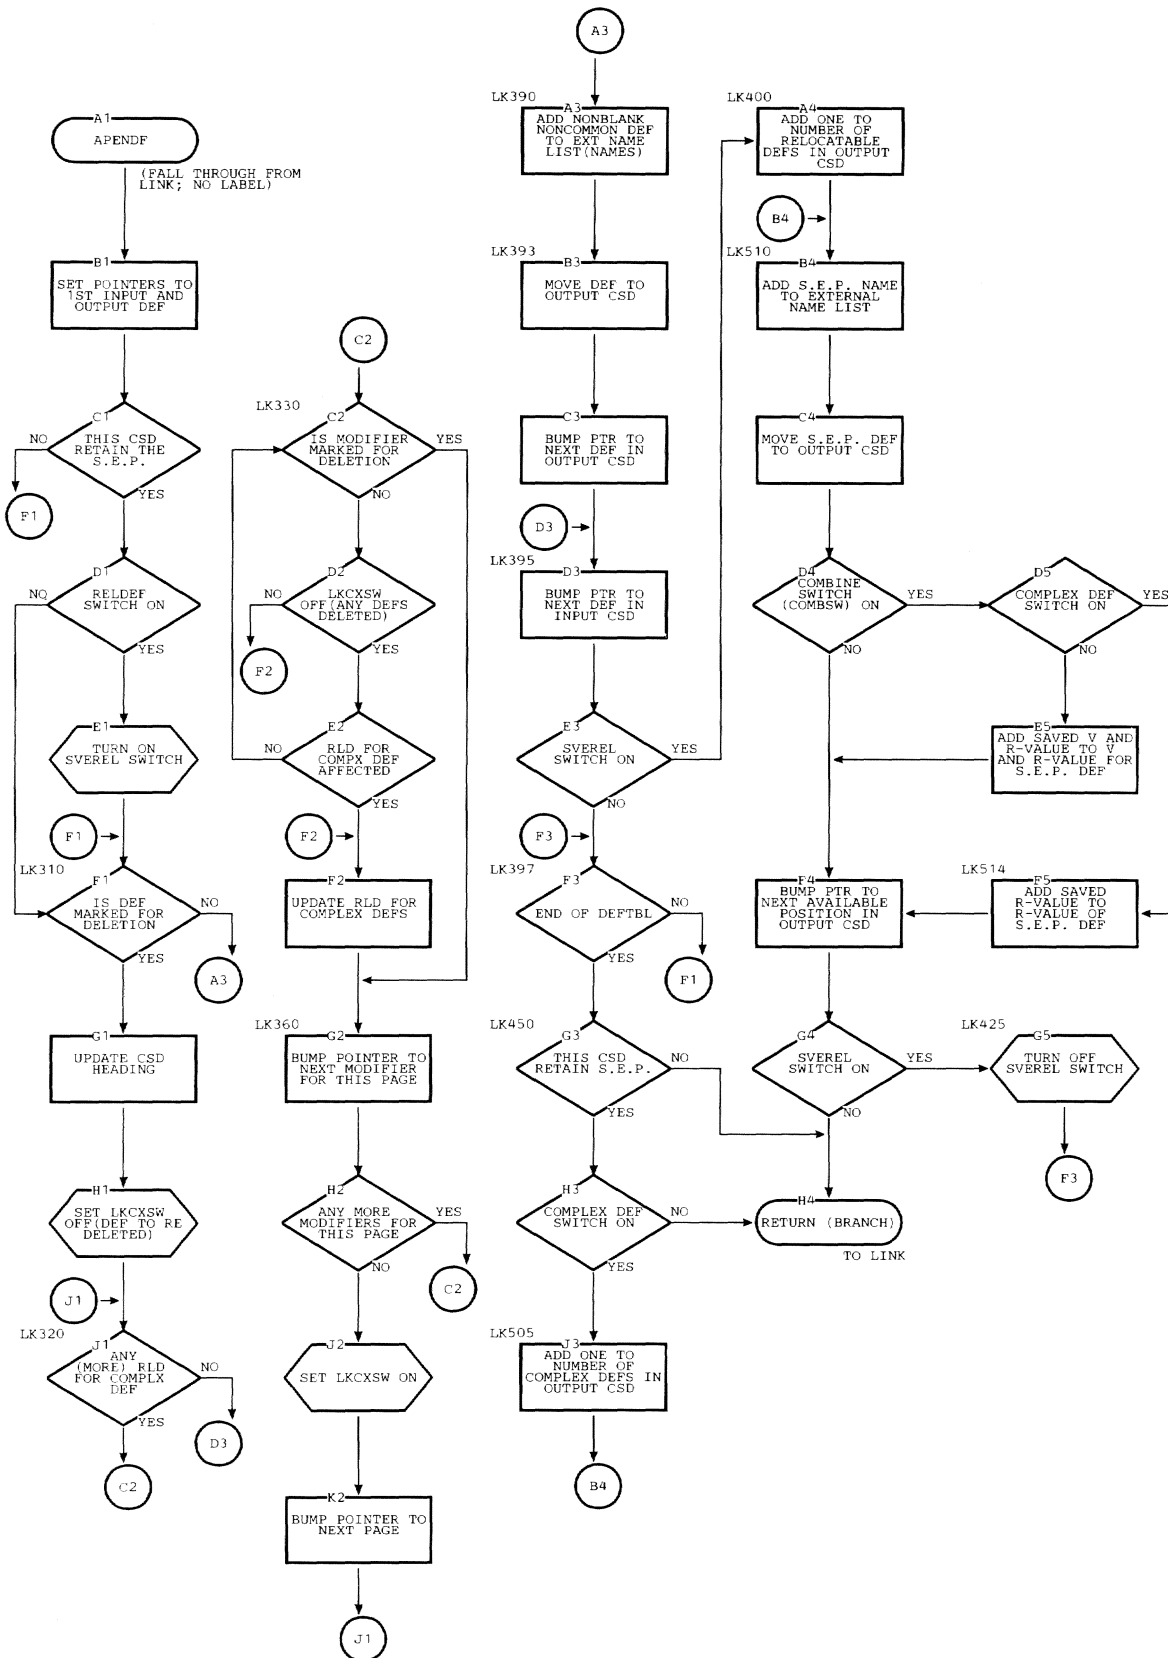 A1
APENDF
(FALL THROUGH FROM
LINK; NO LABEL)
B1
SET POINTERS TO
1ST INPUT AND
OUTPUT DEF
C1
THIS CSD
RETAIN THE
S.E.P.
NO
YES
F1
D1
RELDEF
SWITCH ON
NO
YES
E1
TURN ON
SVEREL SWITCH
F1
LK310
F1
IS DEF
MARKED FOR
DELETION
NO
YES
A3
G1
UPDATE CSD
HEADING
H1
SET LKCXSW
OFF(DEF TO RE
DELETED)
J1
LK320
J1
ANY
(MORE) RLD
FOR COMPLX
DEF
NO
YES
D3
C2
C2
LK330
C2
IS MODIFIER
MARKED FOR
DELETION
YES
NO
D2
LKCXSW
OFF(ANY DEFS
DELETED)
NO
YES
F2
E2
RLD FOR
COMPX DEF
AFFECTED
NO
YES
F2
F2
UPDATE RLD FOR
COMPLEX DEFS
LK360
G2
BUMP POINTER TO
NEXT MODIFIER
FOR THIS PAGE
H2
ANY MORE
MODIFIERS FOR
THIS PAGE
YES
NO
C2
J2
SET LKCXSW ON
K2
BUMP POINTER TO
NEXT PAGE
J1
A3
LK390
A3
ADD NONBLANK
NONCOMMON DEF
TO EXT NAME
LIST(NAMES)
LK393
B3
MOVE DEF TO
OUTPUT CSD
C3
BUMP PTR TO
NEXT DEF IN
OUTPUT CSD
D3
LK395
D3
BUMP PTR TO
NEXT DEF IN
INPUT CSD
E3
SVEREL
SWITCH ON
YES
NO
F3
LK397
F3
END OF DEFTBL
NO
YES
F1
LK450
G3
THIS CSD
RETAIN S.E.P.
NO
YES
H3
COMPLEX DEF
SWITCH ON
NO
YES
LK505
J3
ADD ONE TO
NUMBER OF
COMPLEX DEFS IN
OUTPUT CSD
B4
LK400
A4
ADD ONE TO
NUMBER OF
RELOCATABLE
DEFS IN OUTPUT
CSD
B4
LK510
B4
ADD S.E.P. NAME
TO EXTERNAL
NAME LIST
C4
MOVE S.E.P. DEF
TO OUTPUT CSD
D4
COMBINE
SWITCH
(COMBSW) ON
YES
NO
F4
BUMP PTR TO
NEXT AVAILABLE
POSITION IN
OUTPUT CSD
G4
SVEREL
SWITCH ON
YES
NO
H4
RETURN (BRANCH)
TO LINK
D5
COMPLEX DEF
SWITCH ON
YES
NO
E5
ADD SAVED V AND
R-VALUE TO V
AND R-VALUE FOR
S.E.P. DEF
LK514
F5
ADD SAVED
R-VALUE TO
R-VALUE OF
S.E.P. DEF
LK425
G5
TURN OFF
SVEREL SWITCH
F3